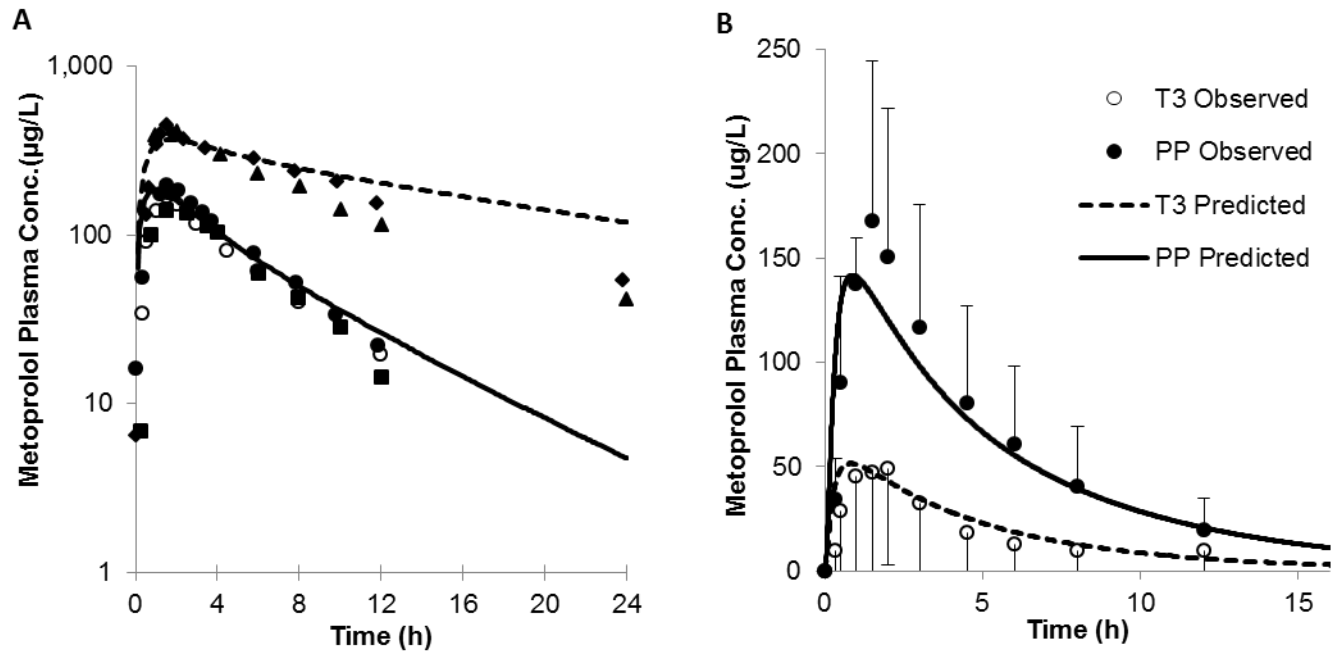 A
Metoprolol Plasma Conc.(µg/L)
1,000
100
10
1
0 4 8 12 16 20 24
Time (h)
B
Metoprolol Plasma Conc. (ug/L)
250
200
150
100
50
0
0 5 10 15
Time (h)
T3 Observed
PP Observed
T3 Predicted
PP Predicted